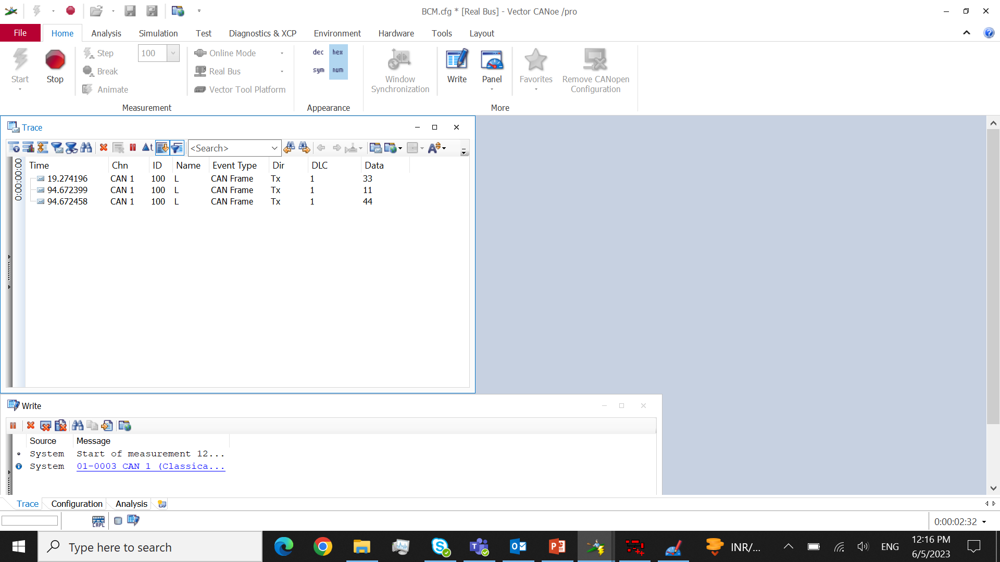 BCM.cfg * [Real Bus] - Vector CANoe /pro
File Home Analysis Simulation Test Diagnostics & XCP Environment Hardware Tools Layout
Start
Stop
Step 100
Break
Animate
Measurement
Online Mode
Real Bus
Vector Tool Platform
dec hex
sym num
Appearance
Window
Synchronization
Write
Panel
Favorites
Remove CANopen
Configuration
More
Trace
<Search>
0:00:00:00
Time Chn ID Name Event Type Dir DLC Data
19.274196 CAN 1 100 L CAN Frame Tx 1 33
94.672399 CAN 1 100 L CAN Frame Tx 1 11
94.672458 CAN 1 100 L CAN Frame Tx 1 44
Write
Source Message
System Start of measurement 12...
System 01-0003 CAN 1 (Classica...
Trace Configuration Analysis
CAPL
0:00:02:32
Type here to search
INR/...
ENG
12:16 PM
6/5/2023